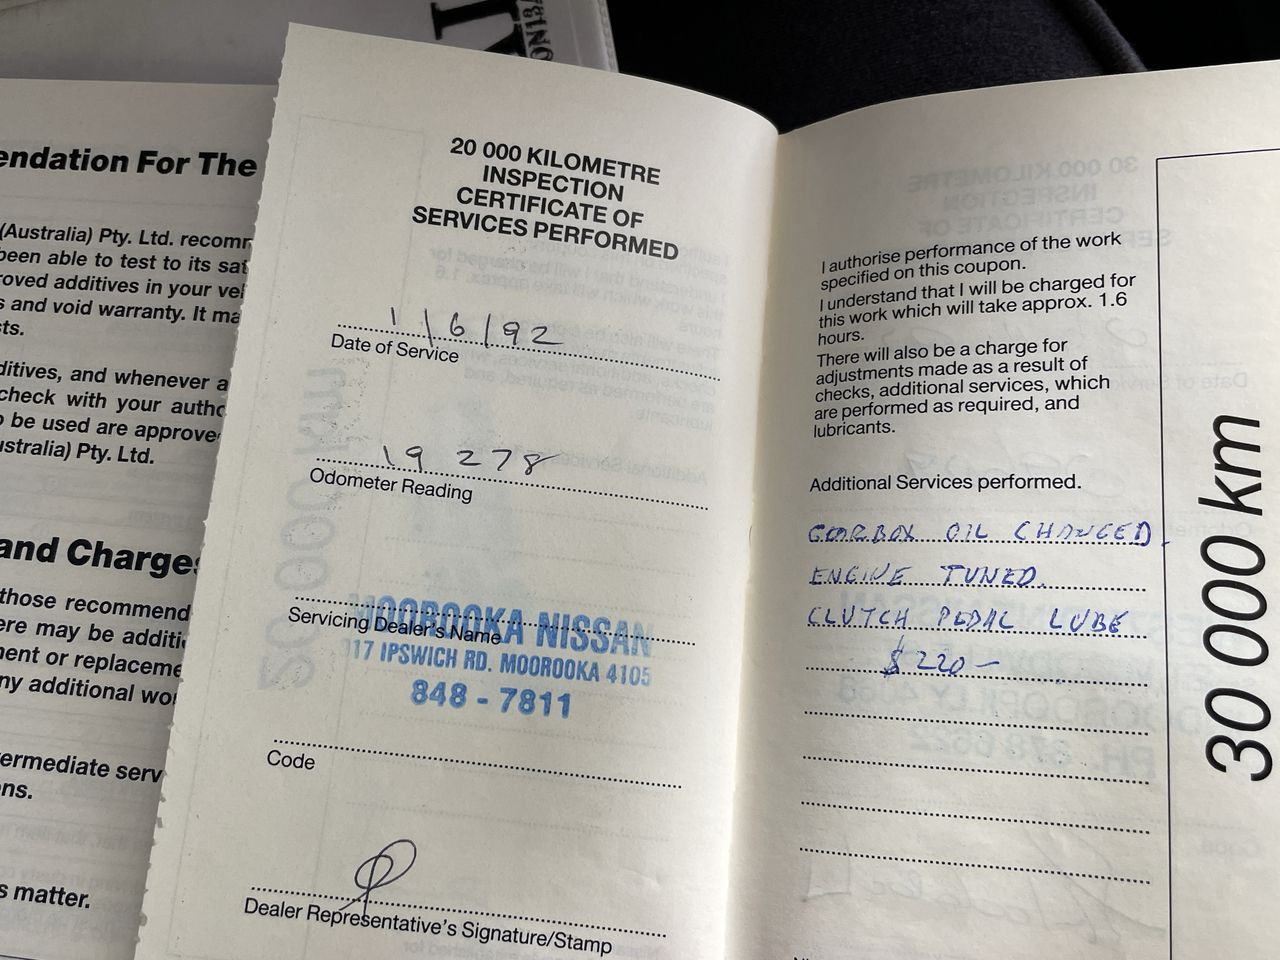 endation For The
(Australia) Pty. Ltd. recomm
been able to test to its sat
roved additives in your veh
s and void warranty. It ma
sts.
ditives, and whenever a
check with your autho
o be used are approve
ustralia) Pty. Ltd.
and Charges
those recommend
ere may be additi
ment or replaceme
ny additional wo
termediate serv
ns.
s matter.
20 000 KILOMETRE
INSPECTION
CERTIFICATE OF
SERVICES PERFORMED
1/6/92
Date of Service
19 278
Odometer Reading
Servicing Dealer's Name
MOOROOKA NISSAN
117 IPSWICH RD. MOOROOKA 4105
848 - 7811
Code
Dealer Representative's Signature/Stamp
I authorise performance of the work
specified on this coupon.
I understand that I will be charged for
this work which will take approx. 1.6
hours.
There will also be a charge for
adjustments made as a result of
checks, additional services, which
are performed as required, and
lubricants.
Additional Services performed.
GEARBOX OIL CHANGED.
ENGINE TUNED.
CLUTCH PEDAL LUBE
$220-
30 000 km